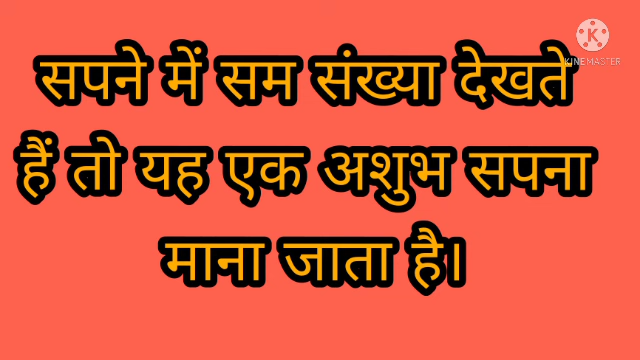 KINEMASTER
सपने में सम संख्या देखते
हैं तो यह एक अशुभ सपना
माना जाता है।